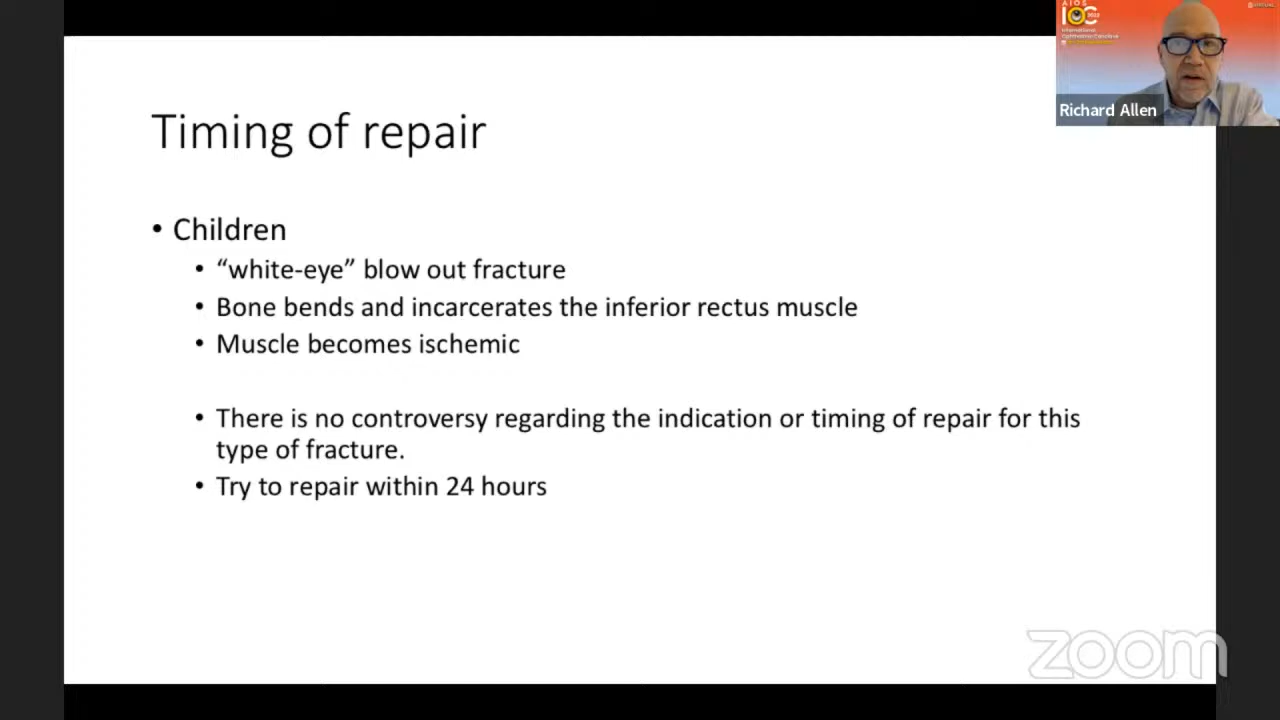 AIOS
IOC
Richard Allen
Timing of repair
• Children
• “white-eye” blow out fracture
• Bone bends and incarcerates the inferior rectus muscle
• Muscle becomes ischemic
• There is no controversy regarding the indication or timing of repair for this
type of fracture.
• Try to repair within 24 hours
zoom